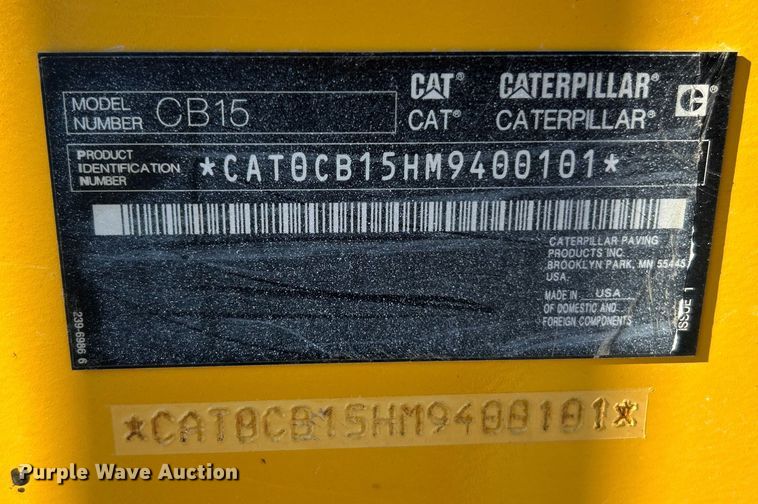 CAT® CATERPILLAR®
MODEL NUMBER CB15 CAT® CATERPILLAR® C
PRODUCT IDENTIFICATION NUMBER *CAT0CB15HM9400101*
CATERPILLAR PAVING
PRODUCTS INC.
BROOKLYN PARK, MN 55445
USA.
MADE IN USA
OF DOMESTIC AND
FOREIGN COMPONENTS
239-6986 6
ISSUE 1
*CAT0CB15HM9400101*
Purple Wave Auction